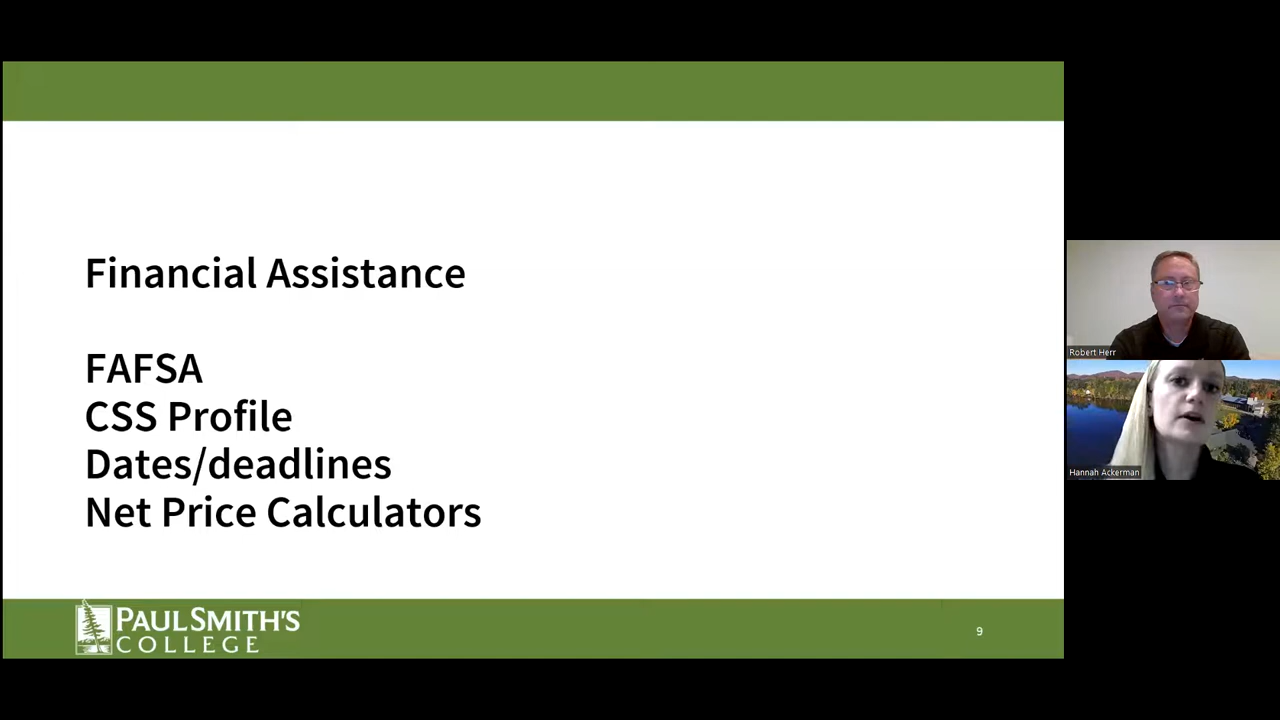 Financial Assistance
FAFSA
CSS Profile
Dates/deadlines
Net Price Calculators
PAUL SMITH'S
COLLEGE
9
Robert Herr
Hannah Ackerman